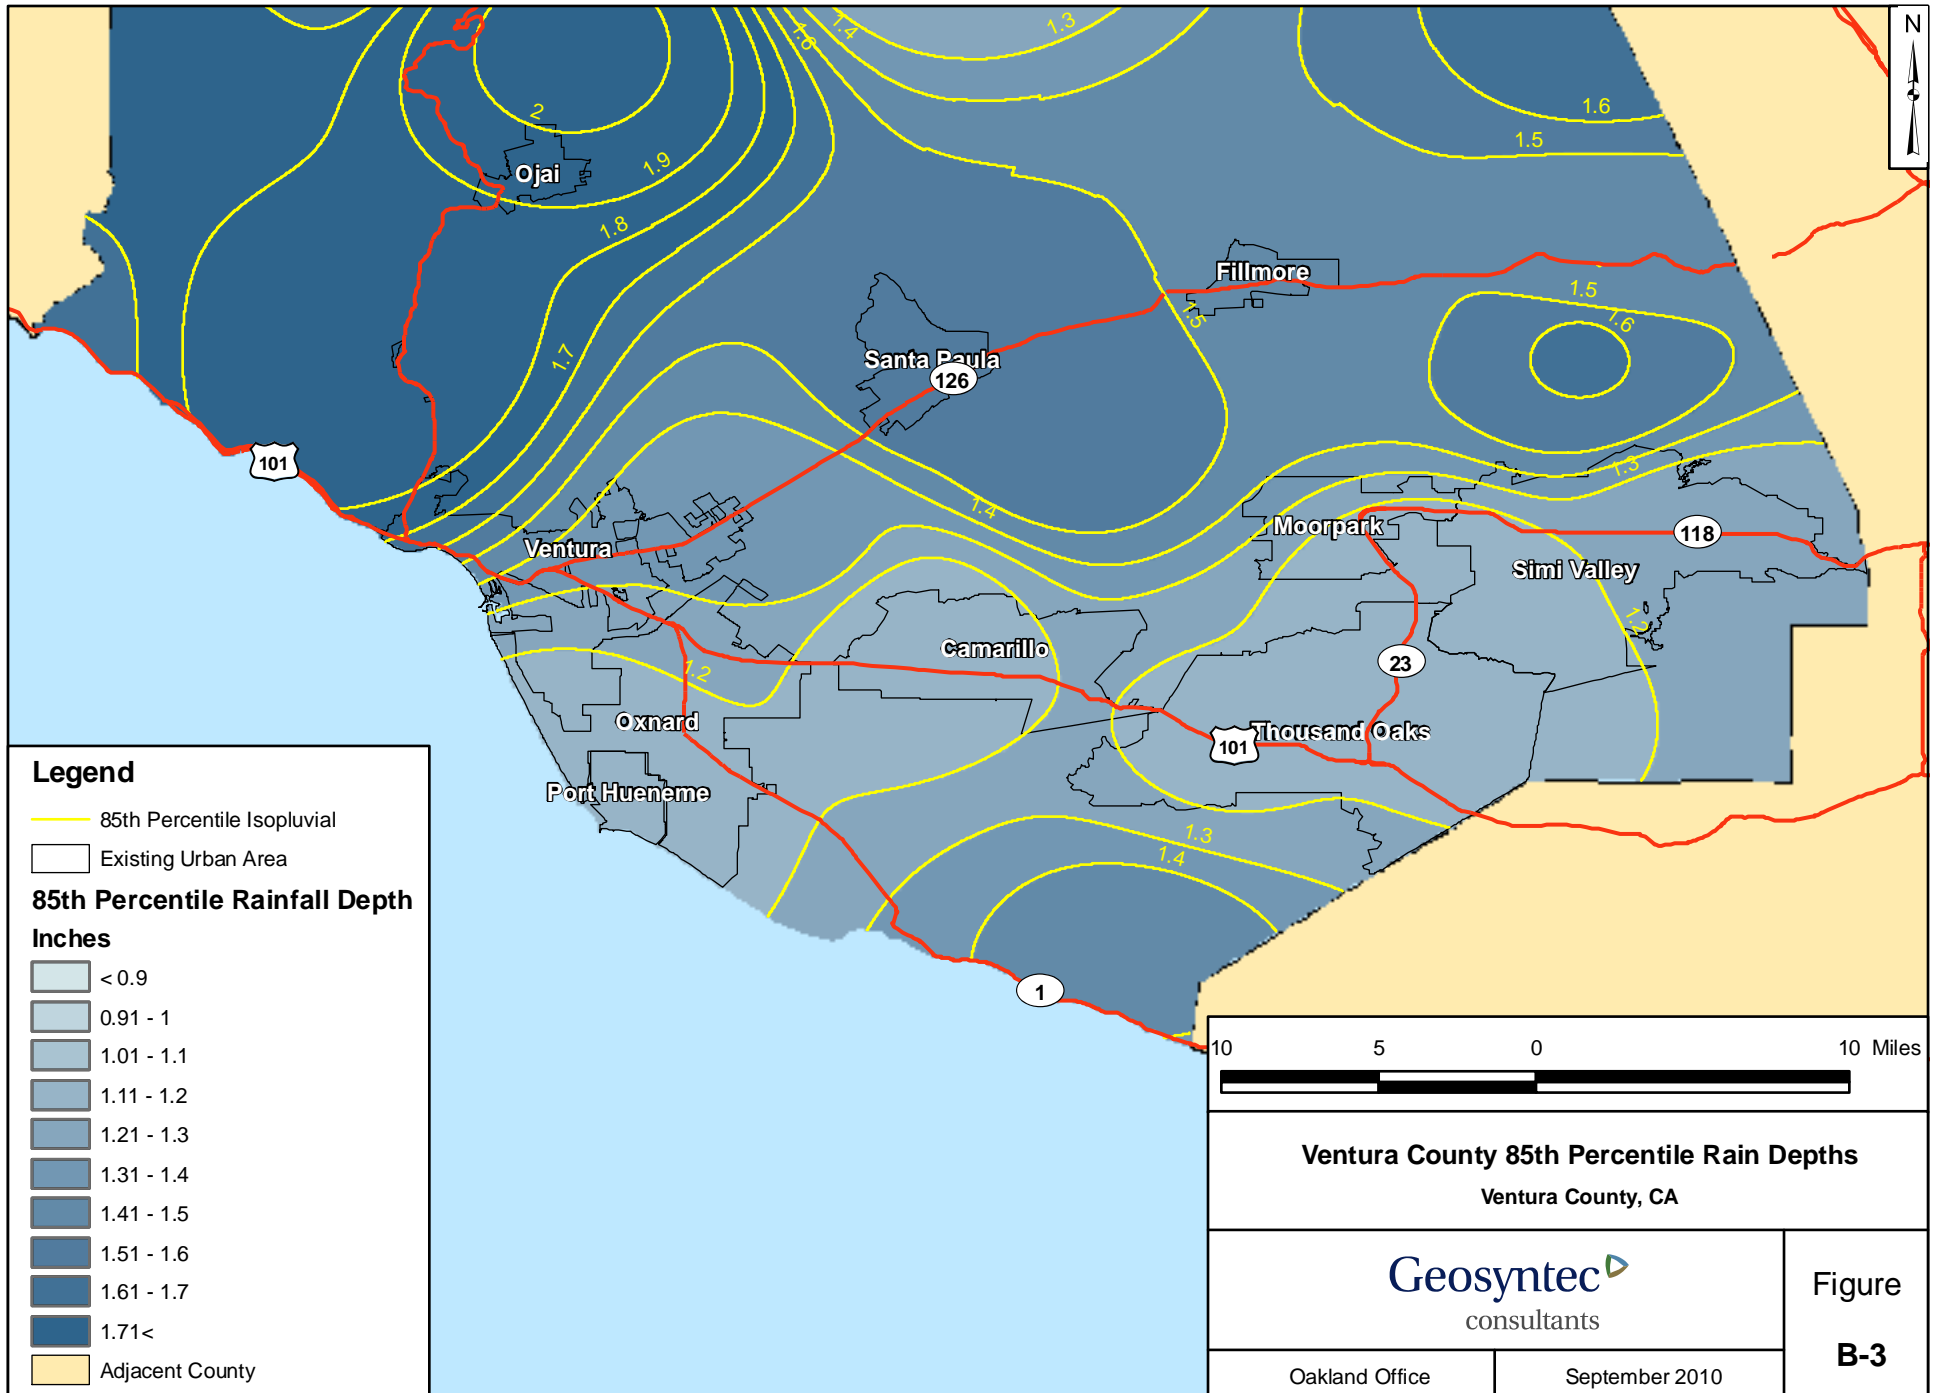 1.3
1.4
1.6
N
2
1.6
1.5
1.9
Ojai
1.8
Fillmore
1.5
1.5
1.6
1.7
Santa Paula
126
101
1.3
1.4
Moorpark
118
Ventura
Simi Valley
1.2
Camarillo
23
1.2
Oxnard
Thousand Oaks
101
Port Hueneme
1.3
1.4
1
Legend
85th Percentile Isopluvial
Existing Urban Area
85th Percentile Rainfall Depth
Inches
< 0.9
0.91 - 1
1.01 - 1.1
1.11 - 1.2
1.21 - 1.3
1.31 - 1.4
1.41 - 1.5
1.51 - 1.6
1.61 - 1.7
1.71<
Adjacent County
10 5 0 10 Miles
Ventura County 85th Percentile Rain Depths
Ventura County, CA
Geosyntec
consultants
Figure
B-3
Oakland Office
September 2010